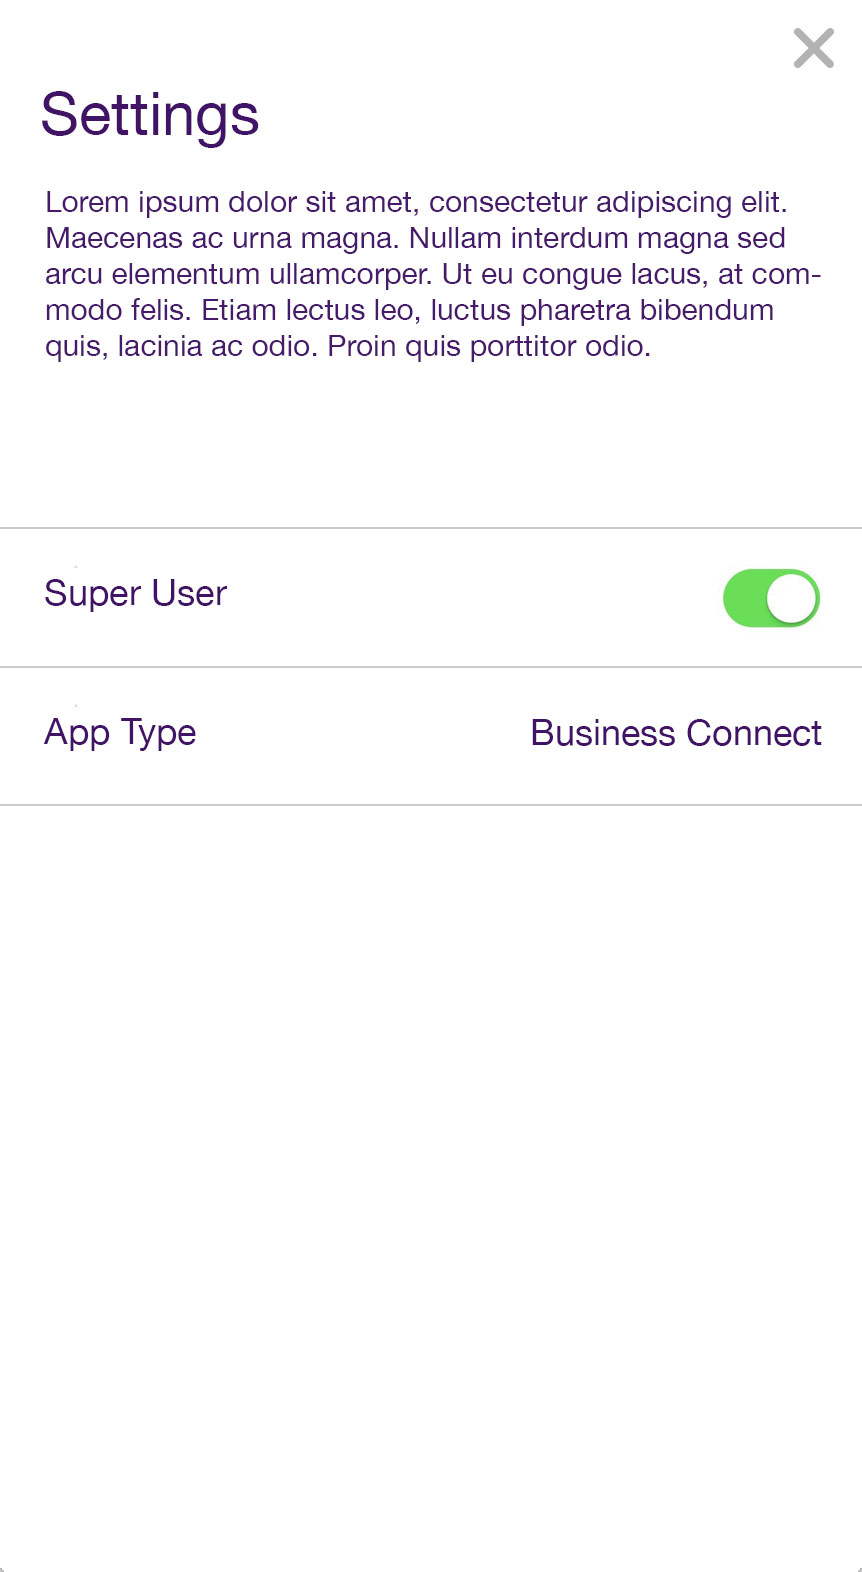 Settings
Lorem ipsum dolor sit amet, consectetur adipiscing elit.
Maecenas ac urna magna. Nullam interdum magna sed
arcu elementum ullamcorper. Ut eu congue lacus, at com-
modo felis. Etiam lectus leo, luctus pharetra bibendum
quis, lacinia ac odio. Proin quis porttitor odio.
Super User
App Type Business Connect